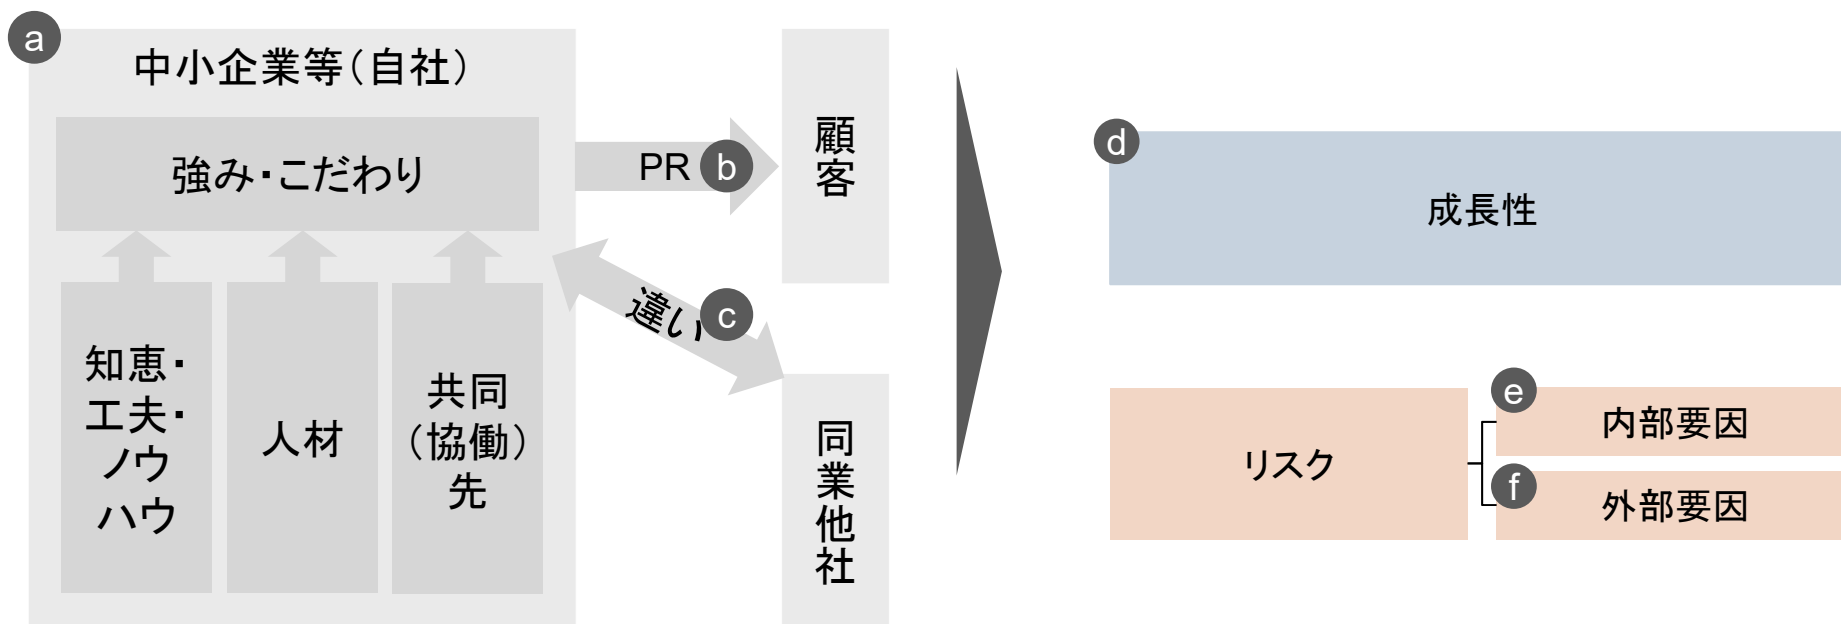 a
中小企業等(自社)
強み・こだわり
知恵・
工夫・
ノウ
ハウ
人材
共同
(協働)
先
PR b
顧客
違い c
同業他社
d
成長性
リスク
e
内部要因
f
外部要因